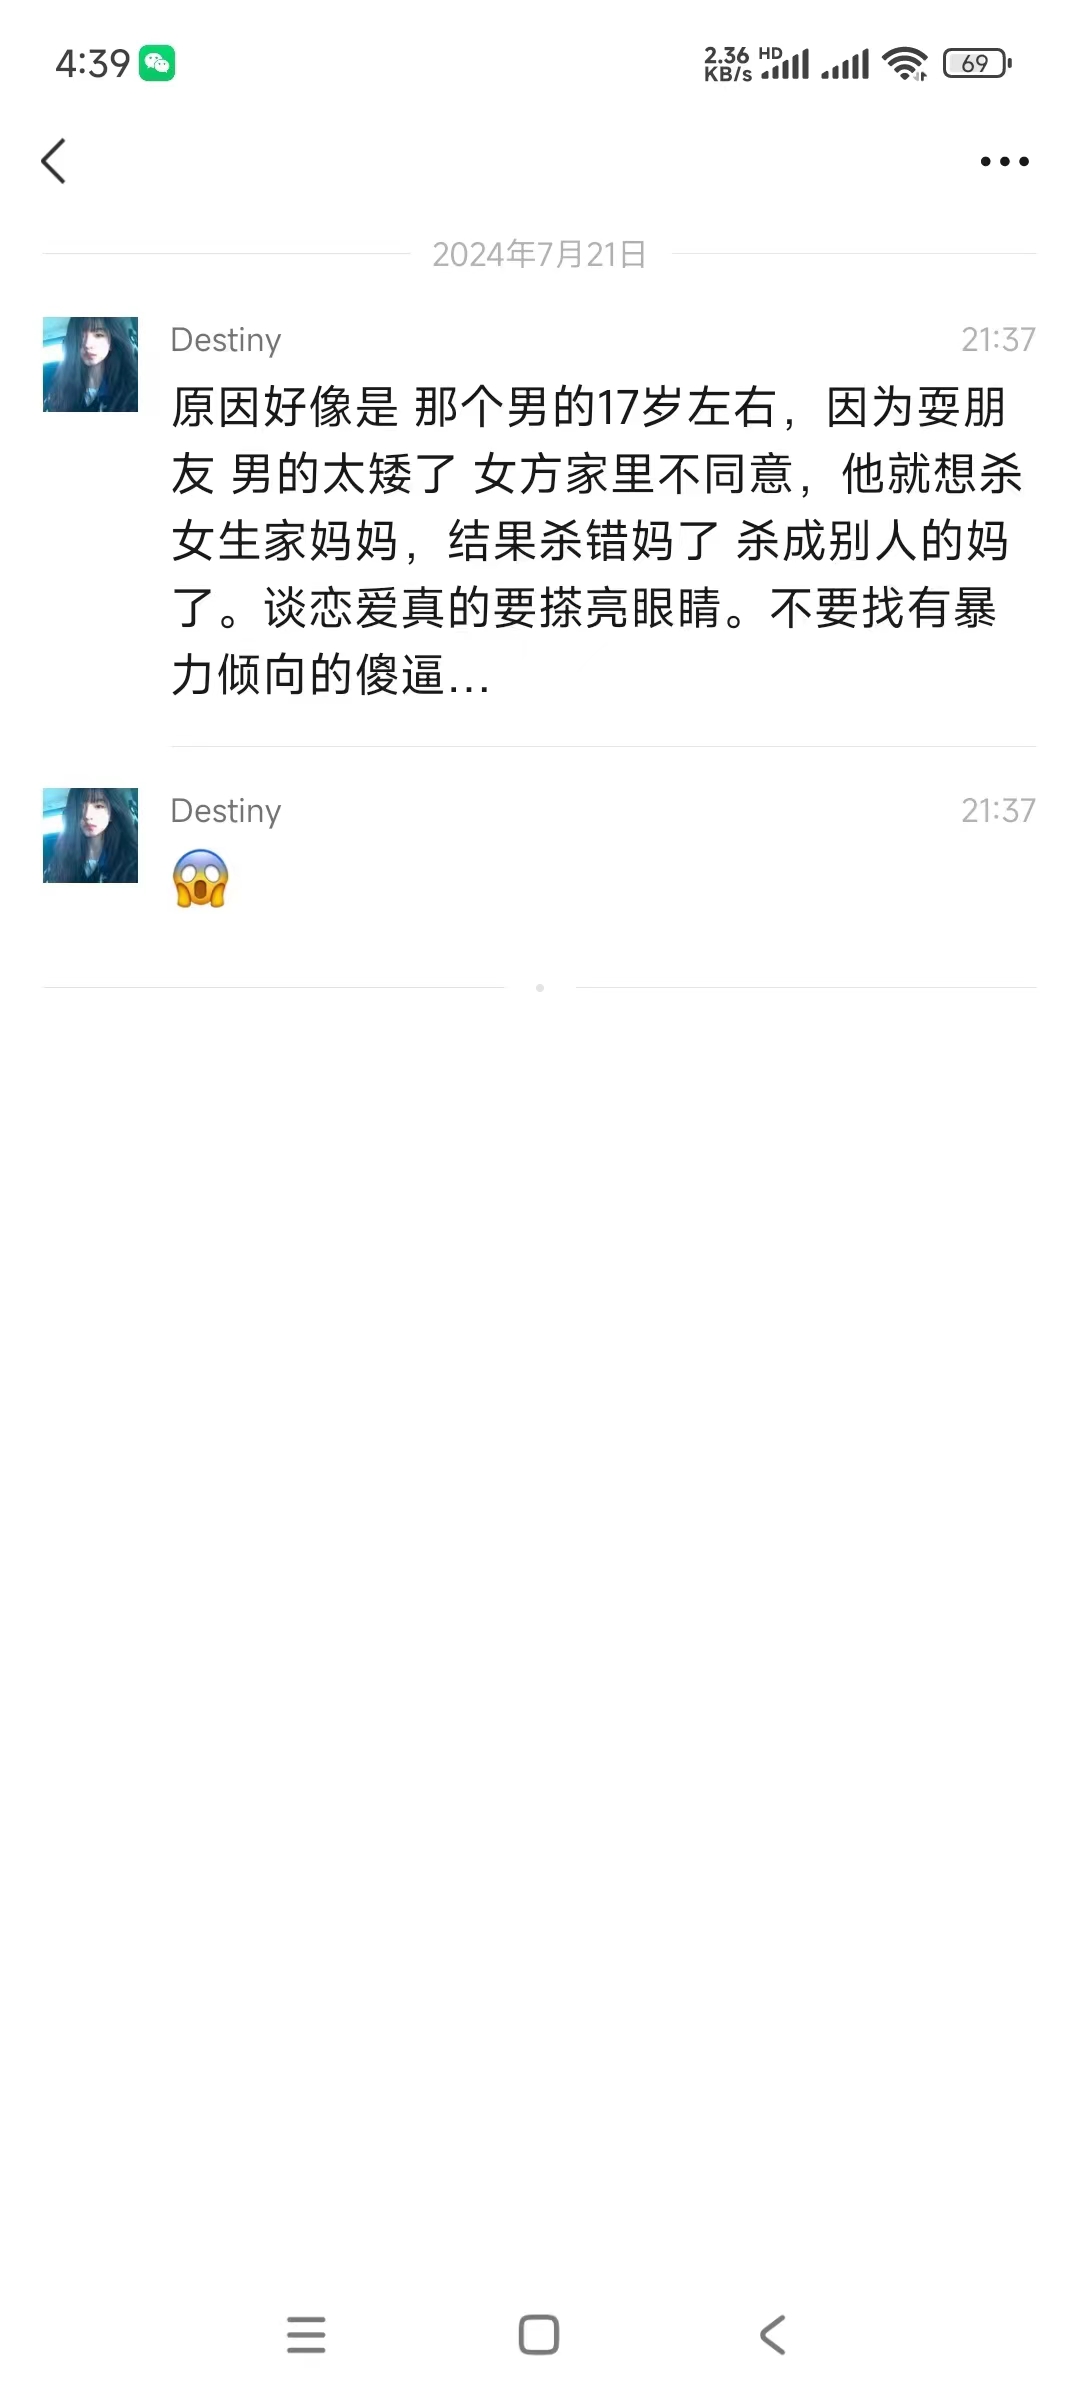 4:39
2.36 KB/s HD 69
2024年7月21日
Destiny 21:37
原因好像是 那个男的17岁左右，因为耍朋
友 男的太矮了 女方家里不同意，他就想杀
女生家妈妈，结果杀错妈了 杀成别人的妈
了。谈恋爱真的要搽亮眼睛。不要找有暴
力倾向的傻逼…
Destiny 21:37
😱